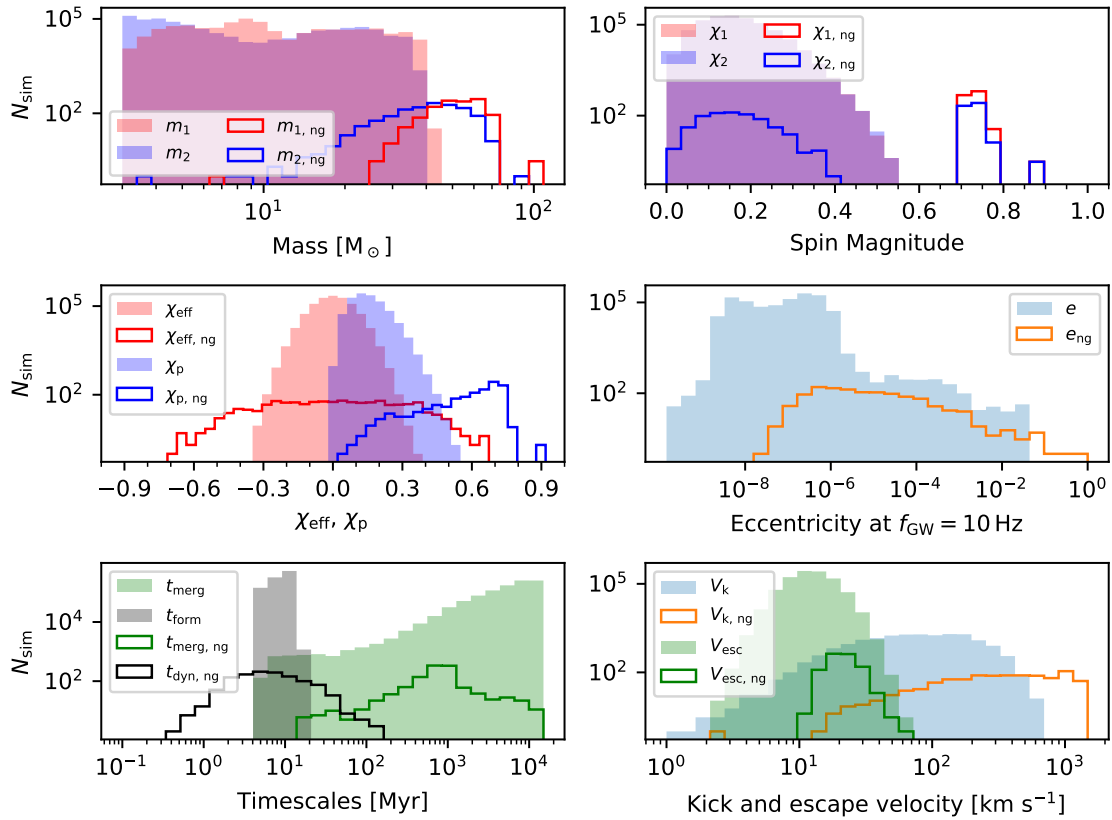 N_sim
10^5
10^2
m_1
m_2
m_1, ng
m_2, ng
10^1
10^2
Mass [M_⊙]
10^5
10^2
χ_1
χ_2
χ_1, ng
χ_2, ng
0.0 0.2 0.4 0.6 0.8 1.0
Spin Magnitude
N_sim
10^5
10^2
χ_eff
χ_eff, ng
χ_p
χ_p, ng
−0.9 −0.6 −0.3 0.0 0.3 0.6 0.9
χ_eff, χ_p
10^5
10^2
e
e_ng
10^−8 10^−6 10^−4 10^−2 10^0
Eccentricity at f_GW = 10 Hz
N_sim
10^4
10^2
t_merg
t_form
t_merg, ng
t_dyn, ng
10^−1 10^0 10^1 10^2 10^3 10^4
Timescales [Myr]
10^5
10^2
V_k
V_k, ng
V_esc
V_esc, ng
10^0 10^1 10^2 10^3
Kick and escape velocity [km s^−1]